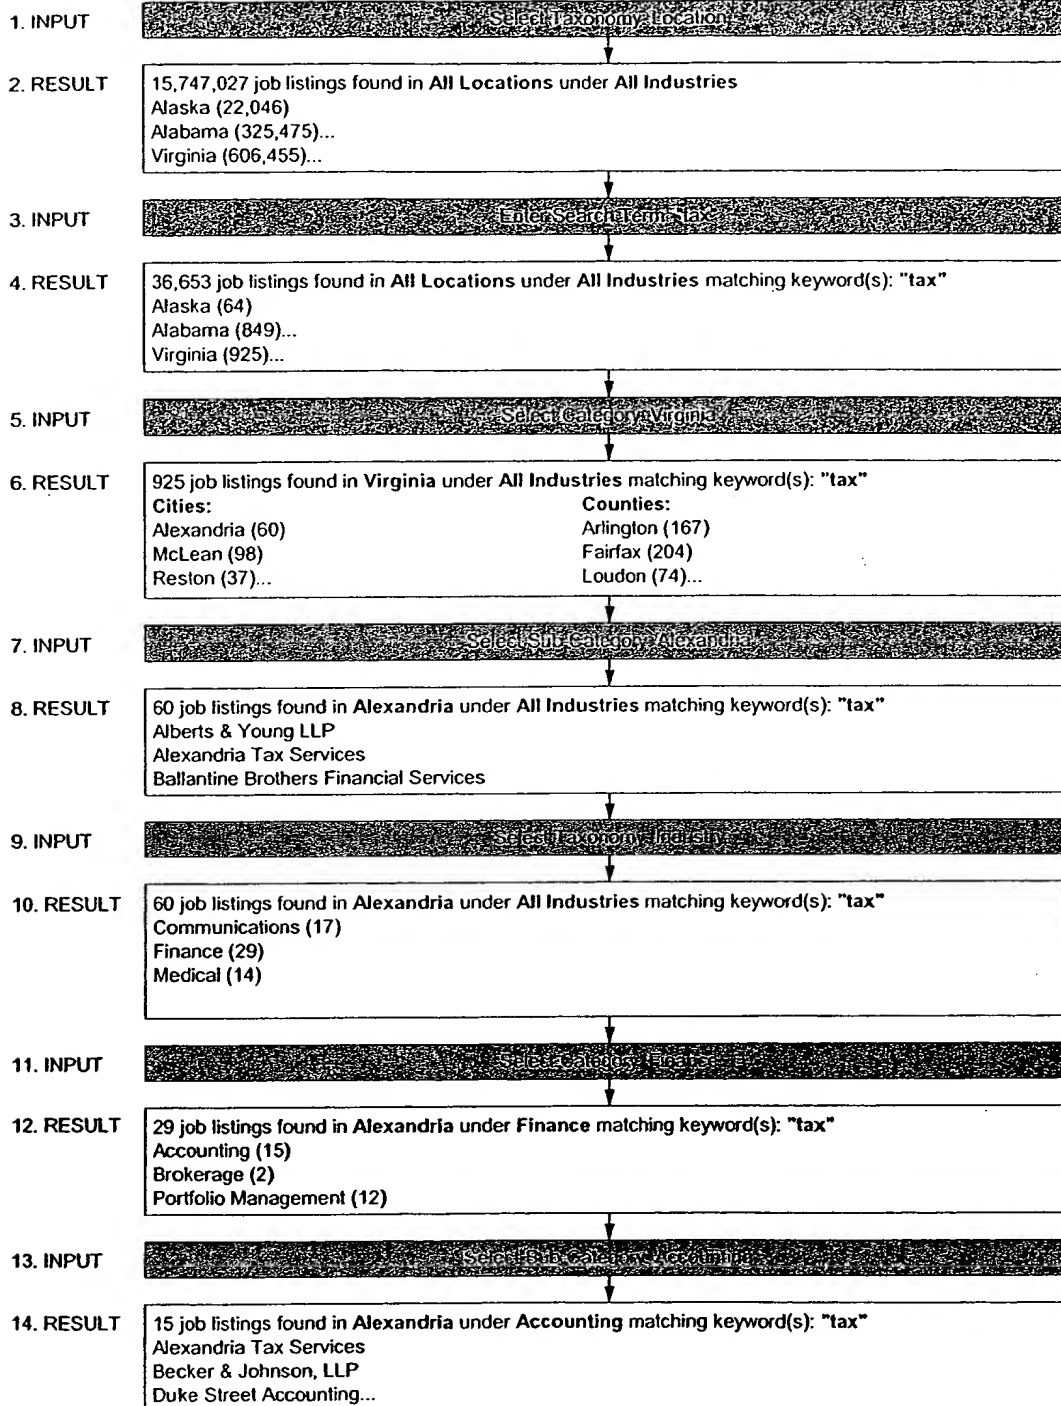 1. INPUT
Select Taxonomy: Location
2. RESULT
15,747,027 job listings found in All Locations under All Industries
Alaska (22,046)
Alabama (325,475)...
Virginia (606,455)...
3. INPUT
Enter Search Term: "tax"
4. RESULT
36,653 job listings found in All Locations under All Industries matching keyword(s): "tax"
Alaska (64)
Alabama (849)...
Virginia (925)...
5. INPUT
Select Category: Virginia
6. RESULT
925 job listings found in Virginia under All Industries matching keyword(s): "tax"
Cities: Counties:
Alexandria (60) Arlington (167)
McLean (98) Fairfax (204)
Reston (37)... Loudon (74)...
7. INPUT
Select Sub-Category: Alexandria
8. RESULT
60 job listings found in Alexandria under All Industries matching keyword(s): "tax"
Alberts & Young LLP
Alexandria Tax Services
Ballantine Brothers Financial Services
9. INPUT
Select Taxonomy: Industry
10. RESULT
60 job listings found in Alexandria under All Industries matching keyword(s): "tax"
Communications (17)
Finance (29)
Medical (14)
11. INPUT
Select Category: Finance
12. RESULT
29 job listings found in Alexandria under Finance matching keyword(s): "tax"
Accounting (15)
Brokerage (2)
Portfolio Management (12)
13. INPUT
Select Sub-Category: Accounting
14. RESULT
15 job listings found in Alexandria under Accounting matching keyword(s): "tax"
Alexandria Tax Services
Becker & Johnson, LLP
Duke Street Accounting...